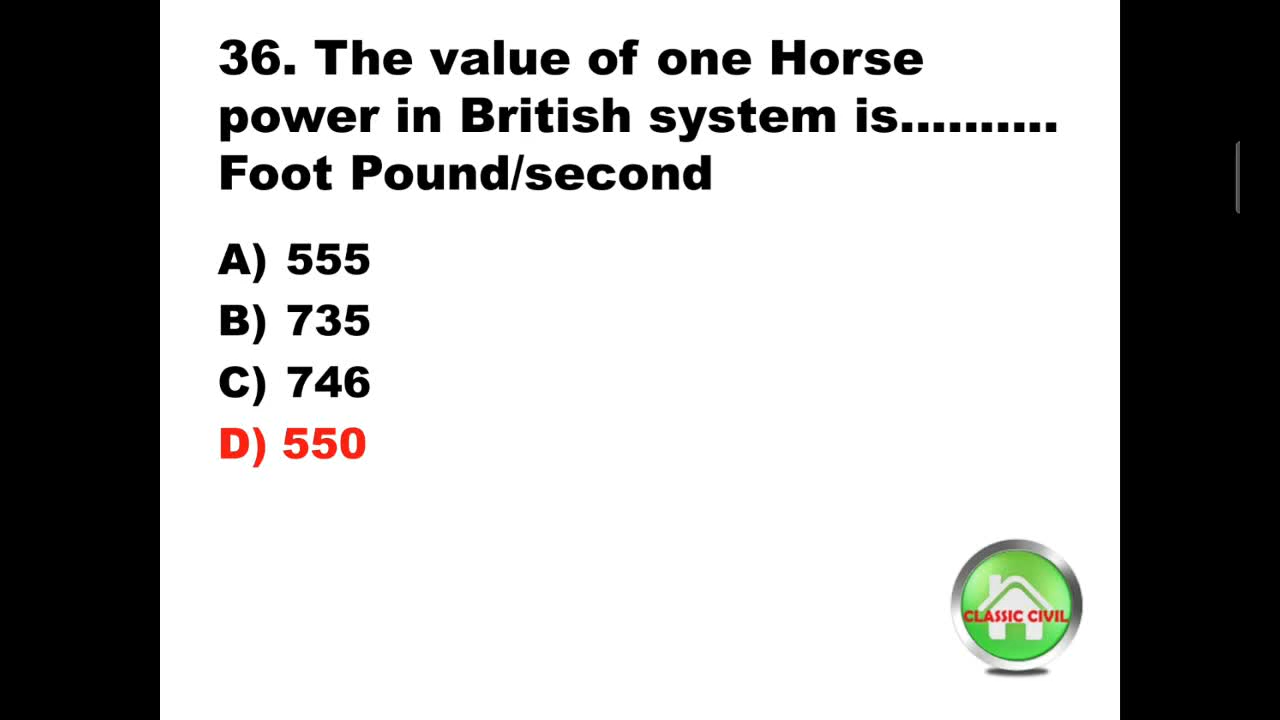 36. The value of one Horse
power in British system is..........
Foot Pound/second
A) 555
B) 735
C) 746
D) 550
CLASSIC CIVIL